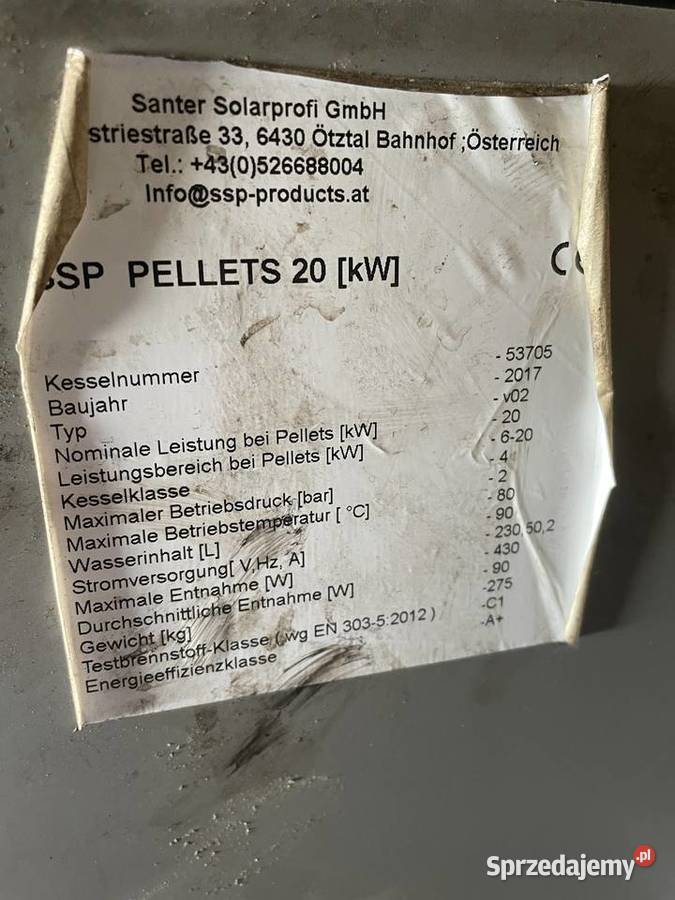 Santer Solarprofi GmbH
striestraße 33, 6430 Ötztal Bahnhof ;Österreich
Tel.: +43(0)526688004
Info@ssp-products.at
SSP PELLETS 20 [kW] CE
Kesselnummer - 53705
Baujahr - 2017
Typ - v02
Nominale Leistung bei Pellets [kW] - 20
Leistungsbereich bei Pellets [kW] - 6-20
Kesselklasse - 4
Maximaler Betriebsdruck [bar] - 2
Maximale Betriebstemperatur [ °C] - 80
Wasserinhalt [L] - 90
Stromversorgung[ V,Hz, A] - 230,50,2
Maximale Entnahme [W] - 430
Durchschnittliche Entnahme [W] - 90
Gewicht [kg] -275
Testbrennstoff-Klasse ( wg EN 303-5:2012 ) -C1
Energieeffizienzklasse -A+
Sprzedajemy.pl